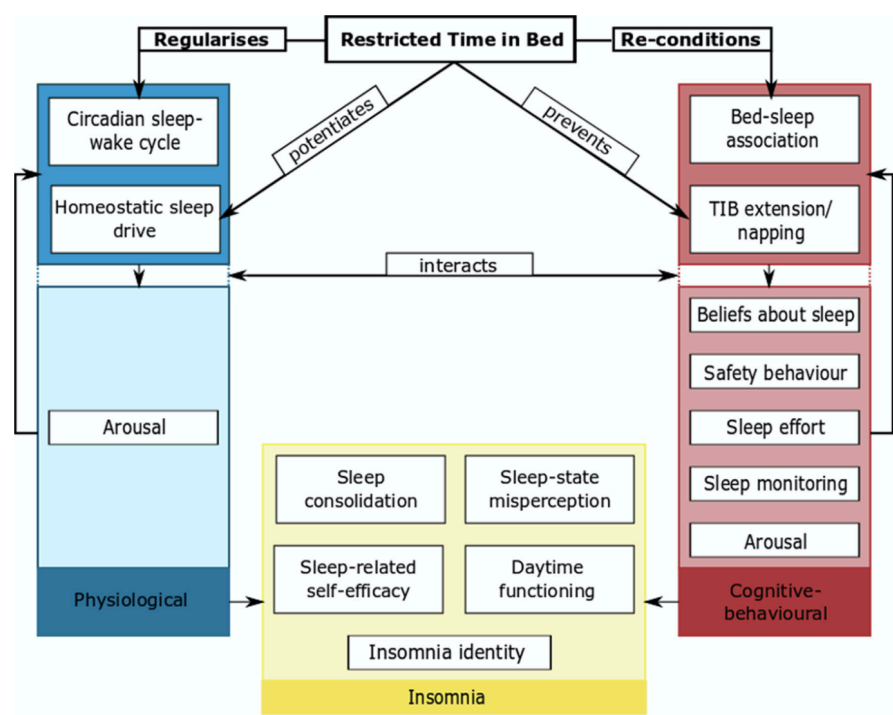 Regularises
Restricted Time in Bed
Re-conditions
Circadian sleep-
wake cycle
potentiates
prevents
Bed-sleep
association
Homeostatic sleep
drive
TIB extension/
napping
interacts
Beliefs about sleep
Safety behaviour
Arousal
Sleep effort
Sleep monitoring
Arousal
Sleep
consolidation
Sleep-state
misperception
Sleep-related
self-efficacy
Daytime
functioning
Insomnia identity
Physiological
Cognitive-
behavioural
Insomnia